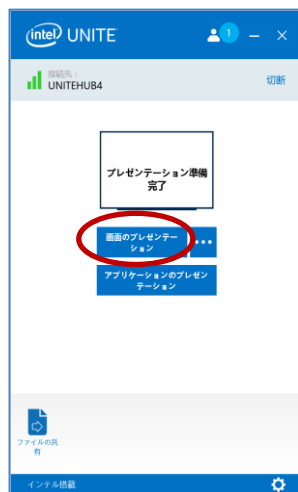 intel UNITE 1
接続先：
UNITEHUB4
切断
プレゼンテーション準備
完了
画面のプレゼンテー
ション
アプリケーションのプレゼン
テーション
ファイルの共
有
インテル搭載